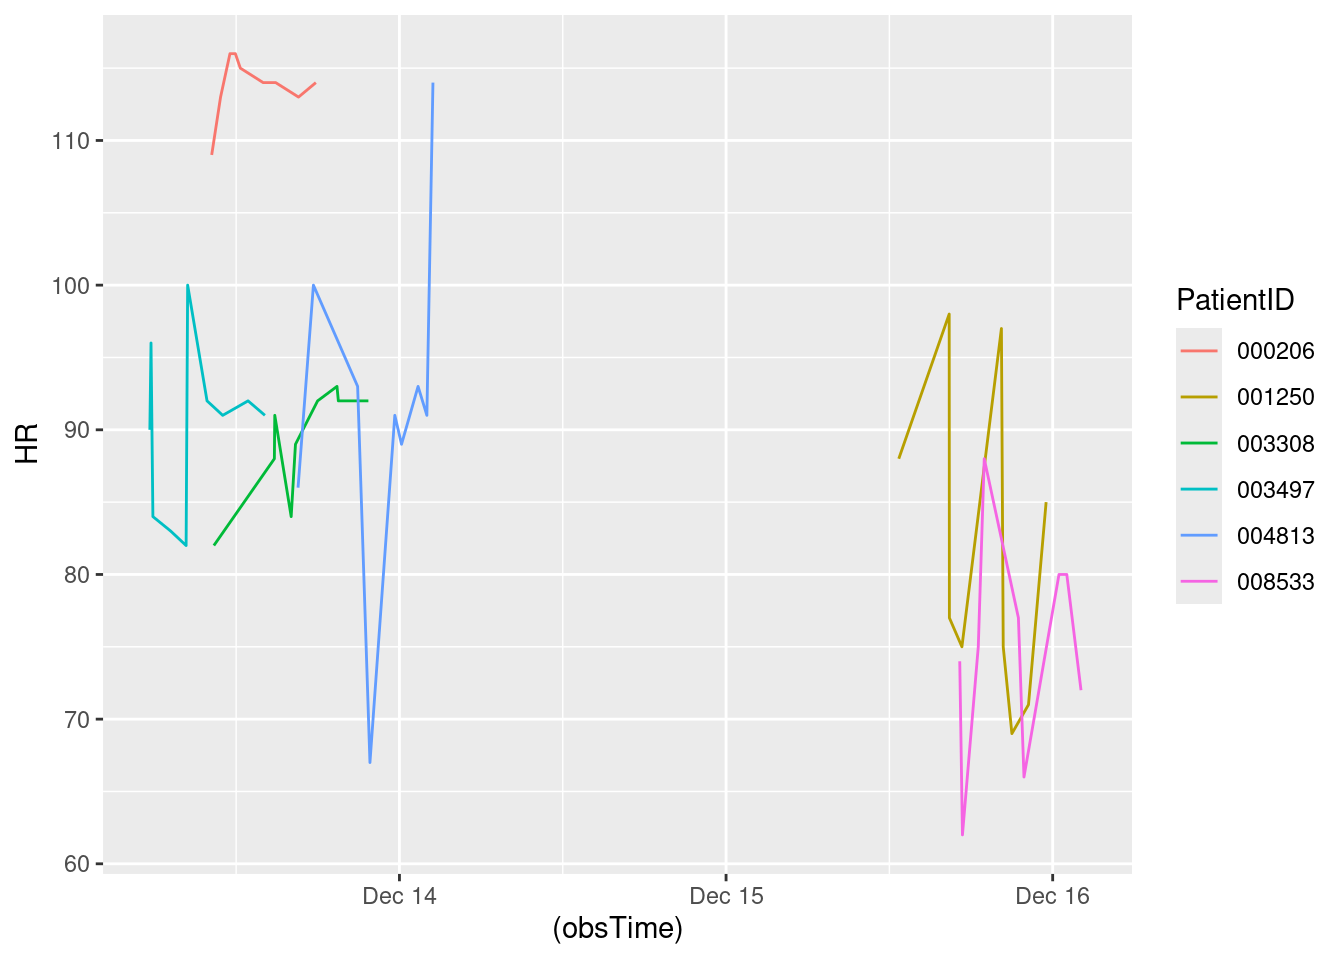 110
100
90
80
70
60
HR
Dec 14
Dec 15
Dec 16
(obsTime)
PatientID
000206
001250
003308
003497
004813
008533